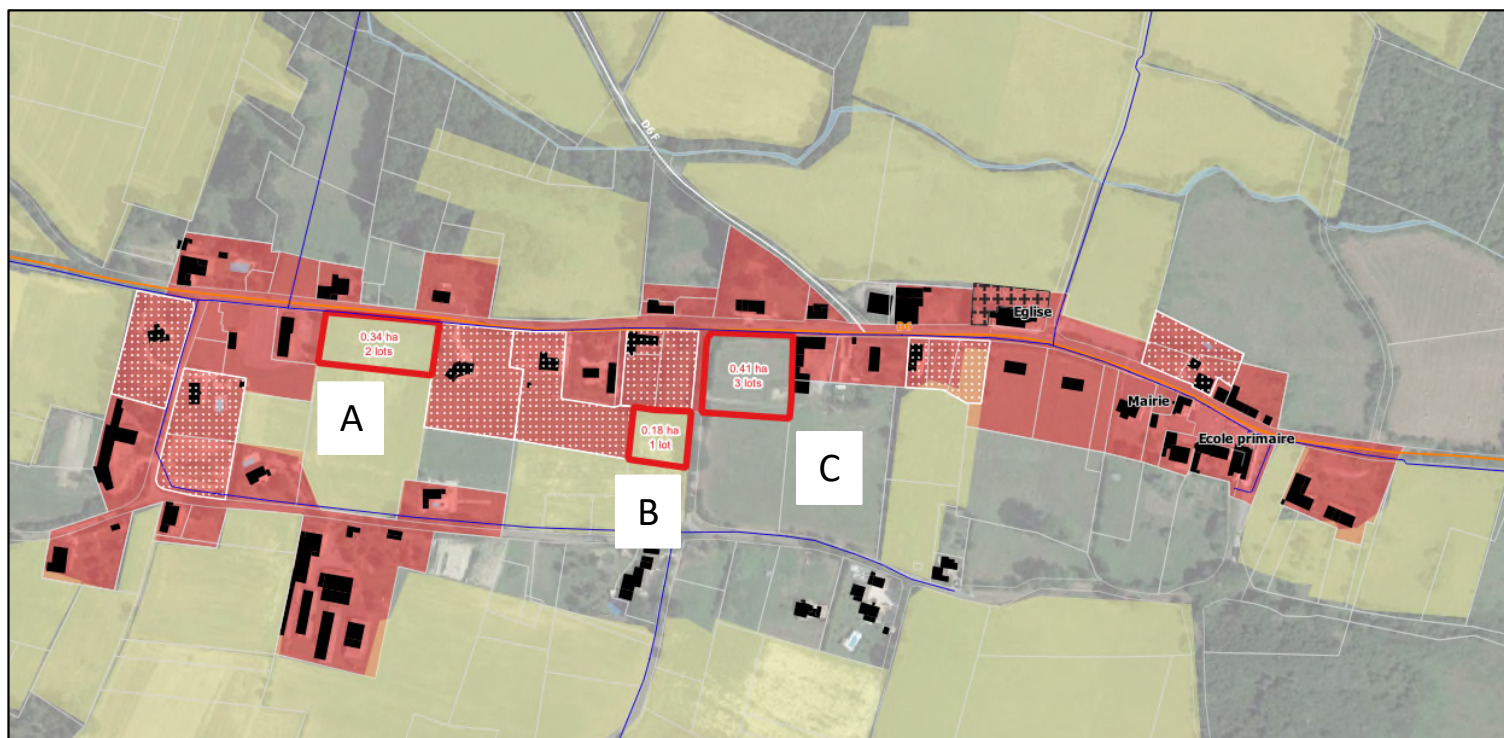 D6 F
Eglise
D6
0.34 ha
2 lots
0.41 ha
3 lots
A
Mairie
0.18 ha
1 lot
Ecole primaire
C
B